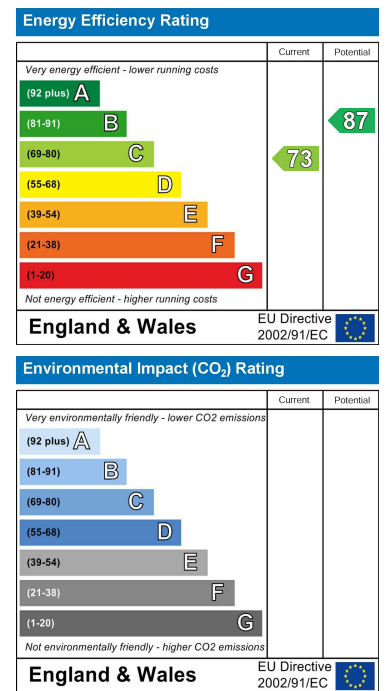 Energy Efficiency Rating
Current Potential
Very energy efficient - lower running costs
(92 plus) A
(81-91) B
87
(69-80) C
73
(55-68) D
(39-54) E
(21-38) F
(1-20) G
Not energy efficient - higher running costs
England & Wales
EU Directive
2002/91/EC
Environmental Impact (CO₂) Rating
Current Potential
Very environmentally friendly - lower CO2 emissions
(92 plus) A
(81-91) B
(69-80) C
(55-68) D
(39-54) E
(21-38) F
(1-20) G
Not environmentally friendly - higher CO2 emissions
England & Wales
EU Directive
2002/91/EC